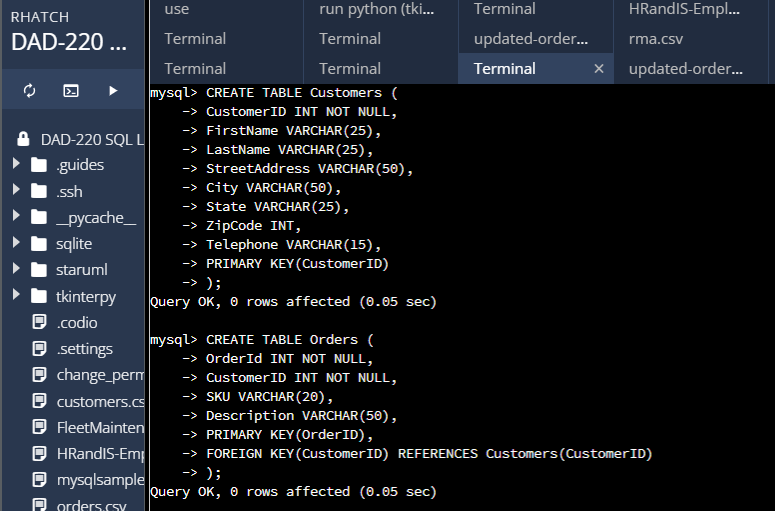 RHATCH
DAD-220 ...
use
run python (tki...
Terminal
HRandIS-Empl...
Terminal
Terminal
updated-order...
rma.csv
Terminal
Terminal
Terminal ×
updated-order...
DAD-220 SQL L
.guides
.ssh
__pycache__
sqlite
staruml
tkinterpy
.codio
.settings
change_perm
customers.cs
FleetMainten
HRandIS-Emp
mysqlsample
orders.csv
mysql> CREATE TABLE Customers (
-> CustomerID INT NOT NULL,
-> FirstName VARCHAR(25),
-> LastName VARCHAR(25),
-> StreetAddress VARCHAR(50),
-> City VARCHAR(50),
-> State VARCHAR(25),
-> ZipCode INT,
-> Telephone VARCHAR(15),
-> PRIMARY KEY(CustomerID)
-> );
Query OK, 0 rows affected (0.05 sec)
mysql> CREATE TABLE Orders (
-> OrderId INT NOT NULL,
-> CustomerID INT NOT NULL,
-> SKU VARCHAR(20),
-> Description VARCHAR(50),
-> PRIMARY KEY(OrderID),
-> FOREIGN KEY(CustomerID) REFERENCES Customers(CustomerID)
-> );
Query OK, 0 rows affected (0.05 sec)